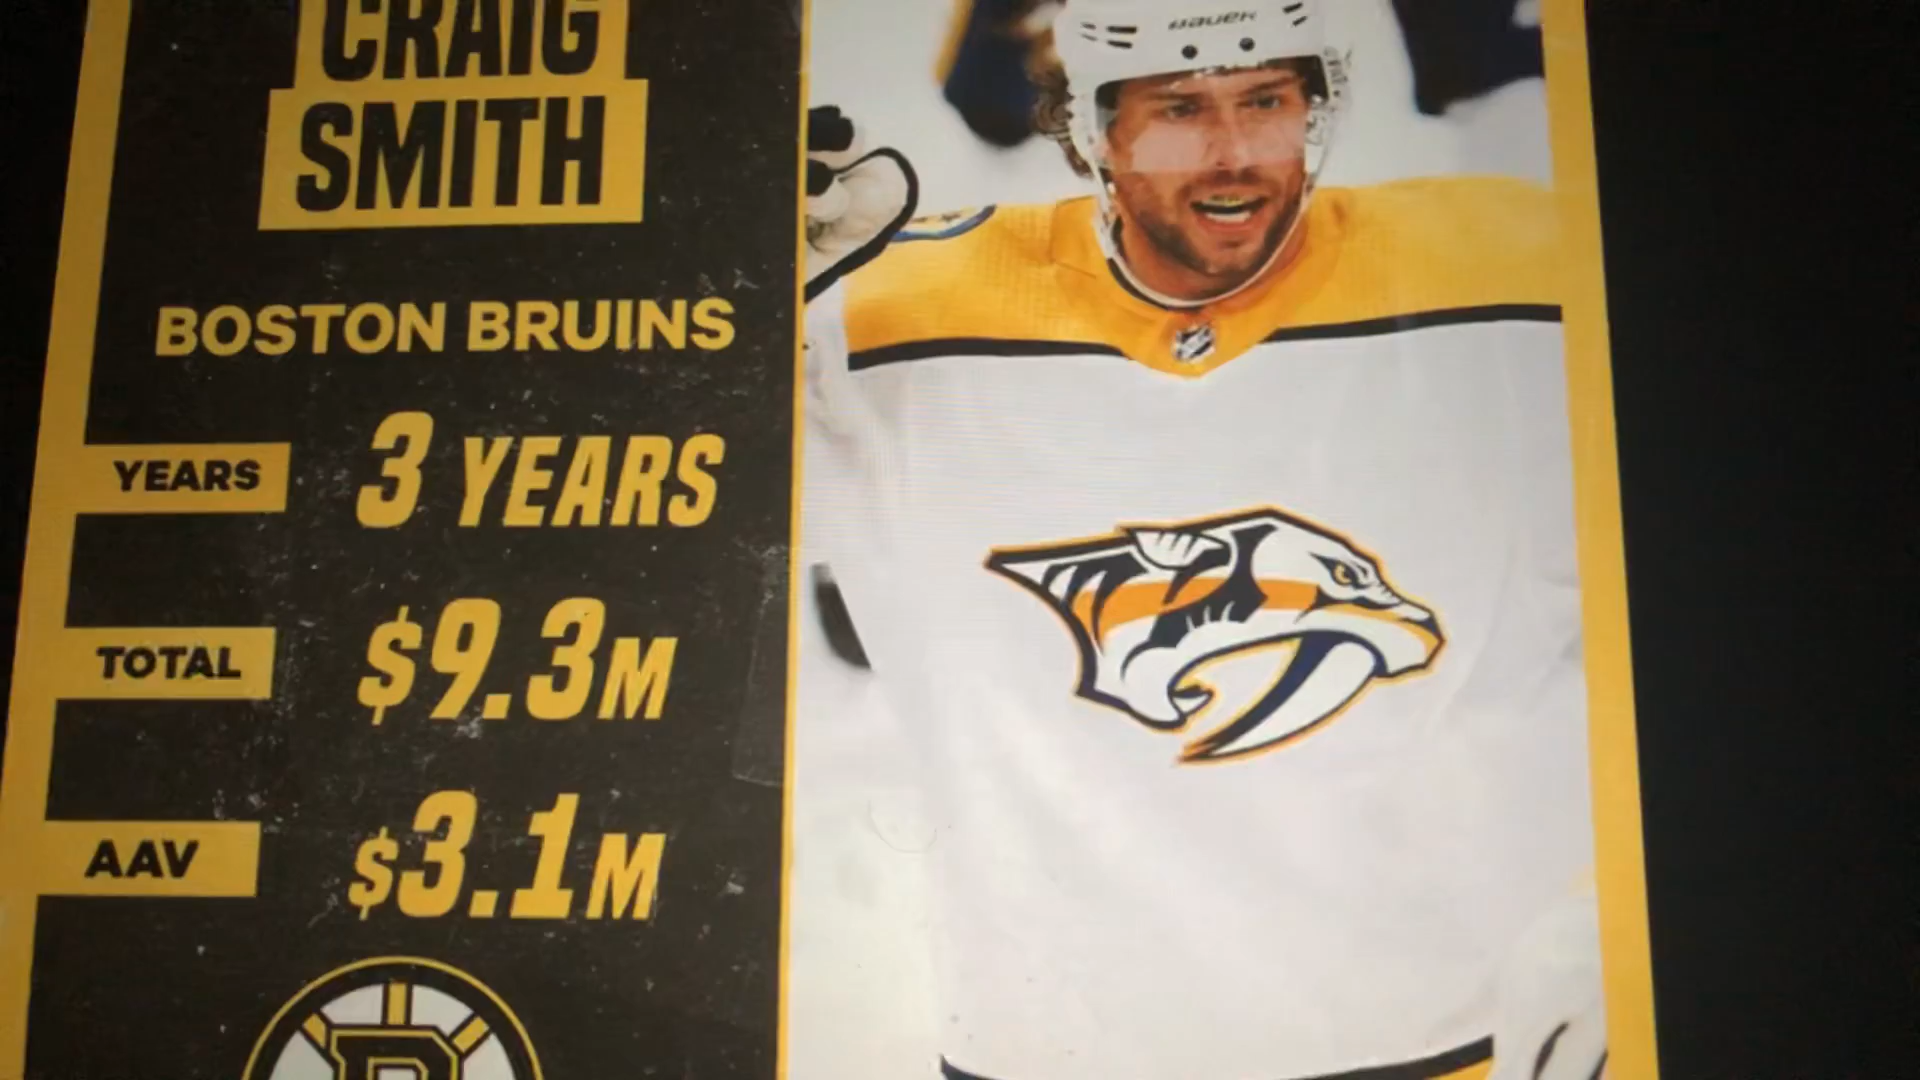 CRAIG
SMITH
BOSTON BRUINS
YEARS 3 YEARS
TOTAL $9.3M
AAV $3.1M
B
BAUER